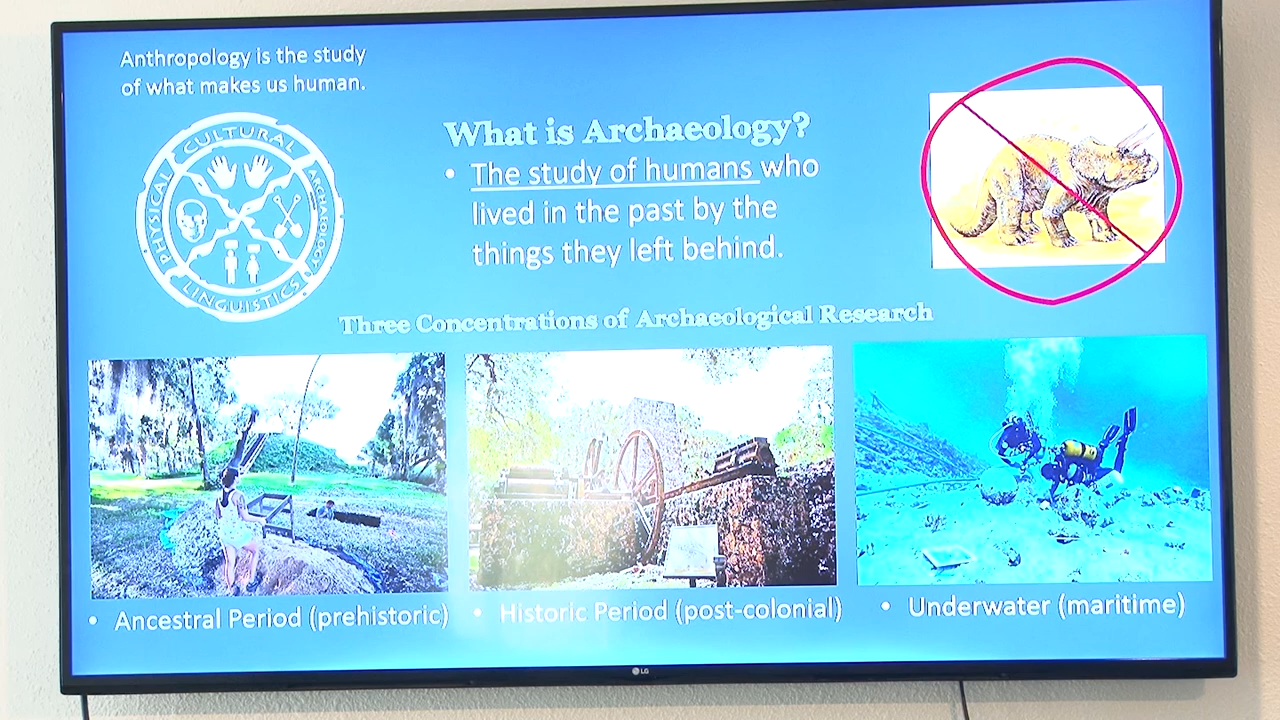 Anthropology is the study
of what makes us human.
CULTURAL
PHYSICAL
ARCHAEOLOGY
LINGUISTICS
What is Archaeology?
• The study of humans who
lived in the past by the
things they left behind.
Three Concentrations of Archaeological Research
• Ancestral Period (prehistoric)
• Historic Period (post-colonial)
• Underwater (maritime)
LG